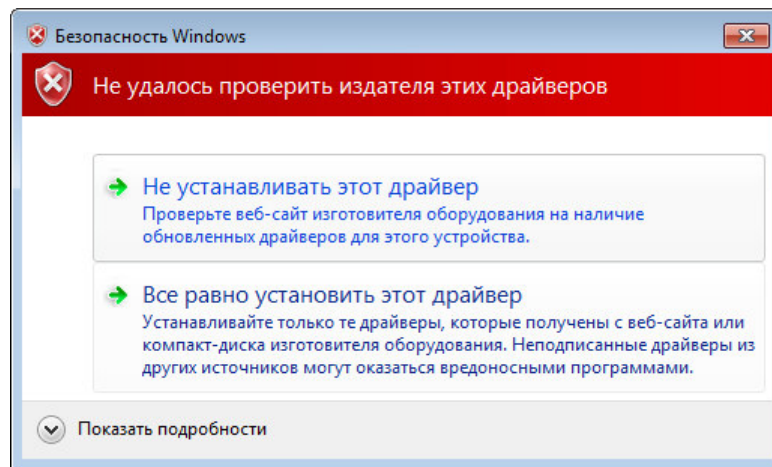 Безопасность Windows
Не удалось проверить издателя этих драйверов
Не устанавливать этот драйвер
Проверьте веб-сайт изготовителя оборудования на наличие
обновленных драйверов для этого устройства.
Все равно установить этот драйвер
Устанавливайте только те драйверы, которые получены с веб-сайта или
компакт-диска изготовителя оборудования. Неподписанные драйверы из
других источников могут оказаться вредоносными программами.
Показать подробности